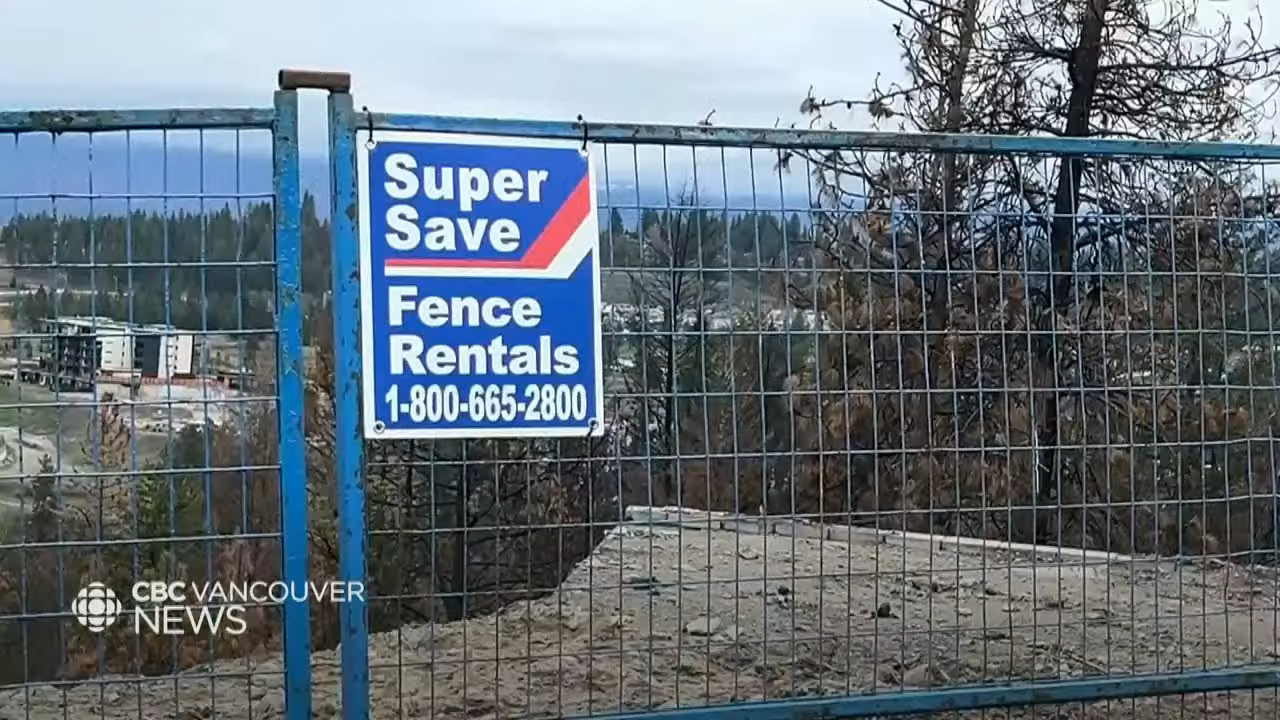 Super
Save
Fence
Rentals
1-800-665-2800
CBC VANCOUVER
NEWS